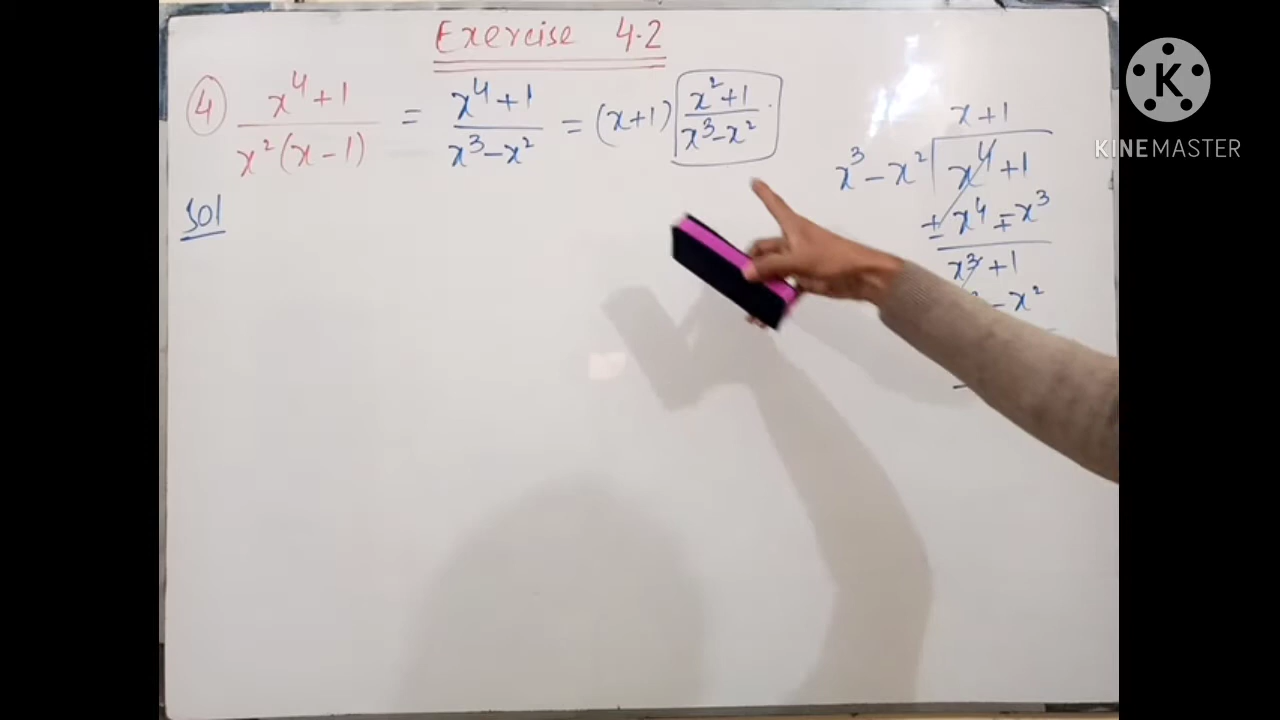 Exercise 4.2
④ x⁴+1 / x²(x-1) = x⁴+1 / x³-x² = (x+1) x²+1 / x³-x²
Sol
x+1
x³-x² x⁴+1
±x⁴∓x³
x³+1
-x²
K
KINEMASTER